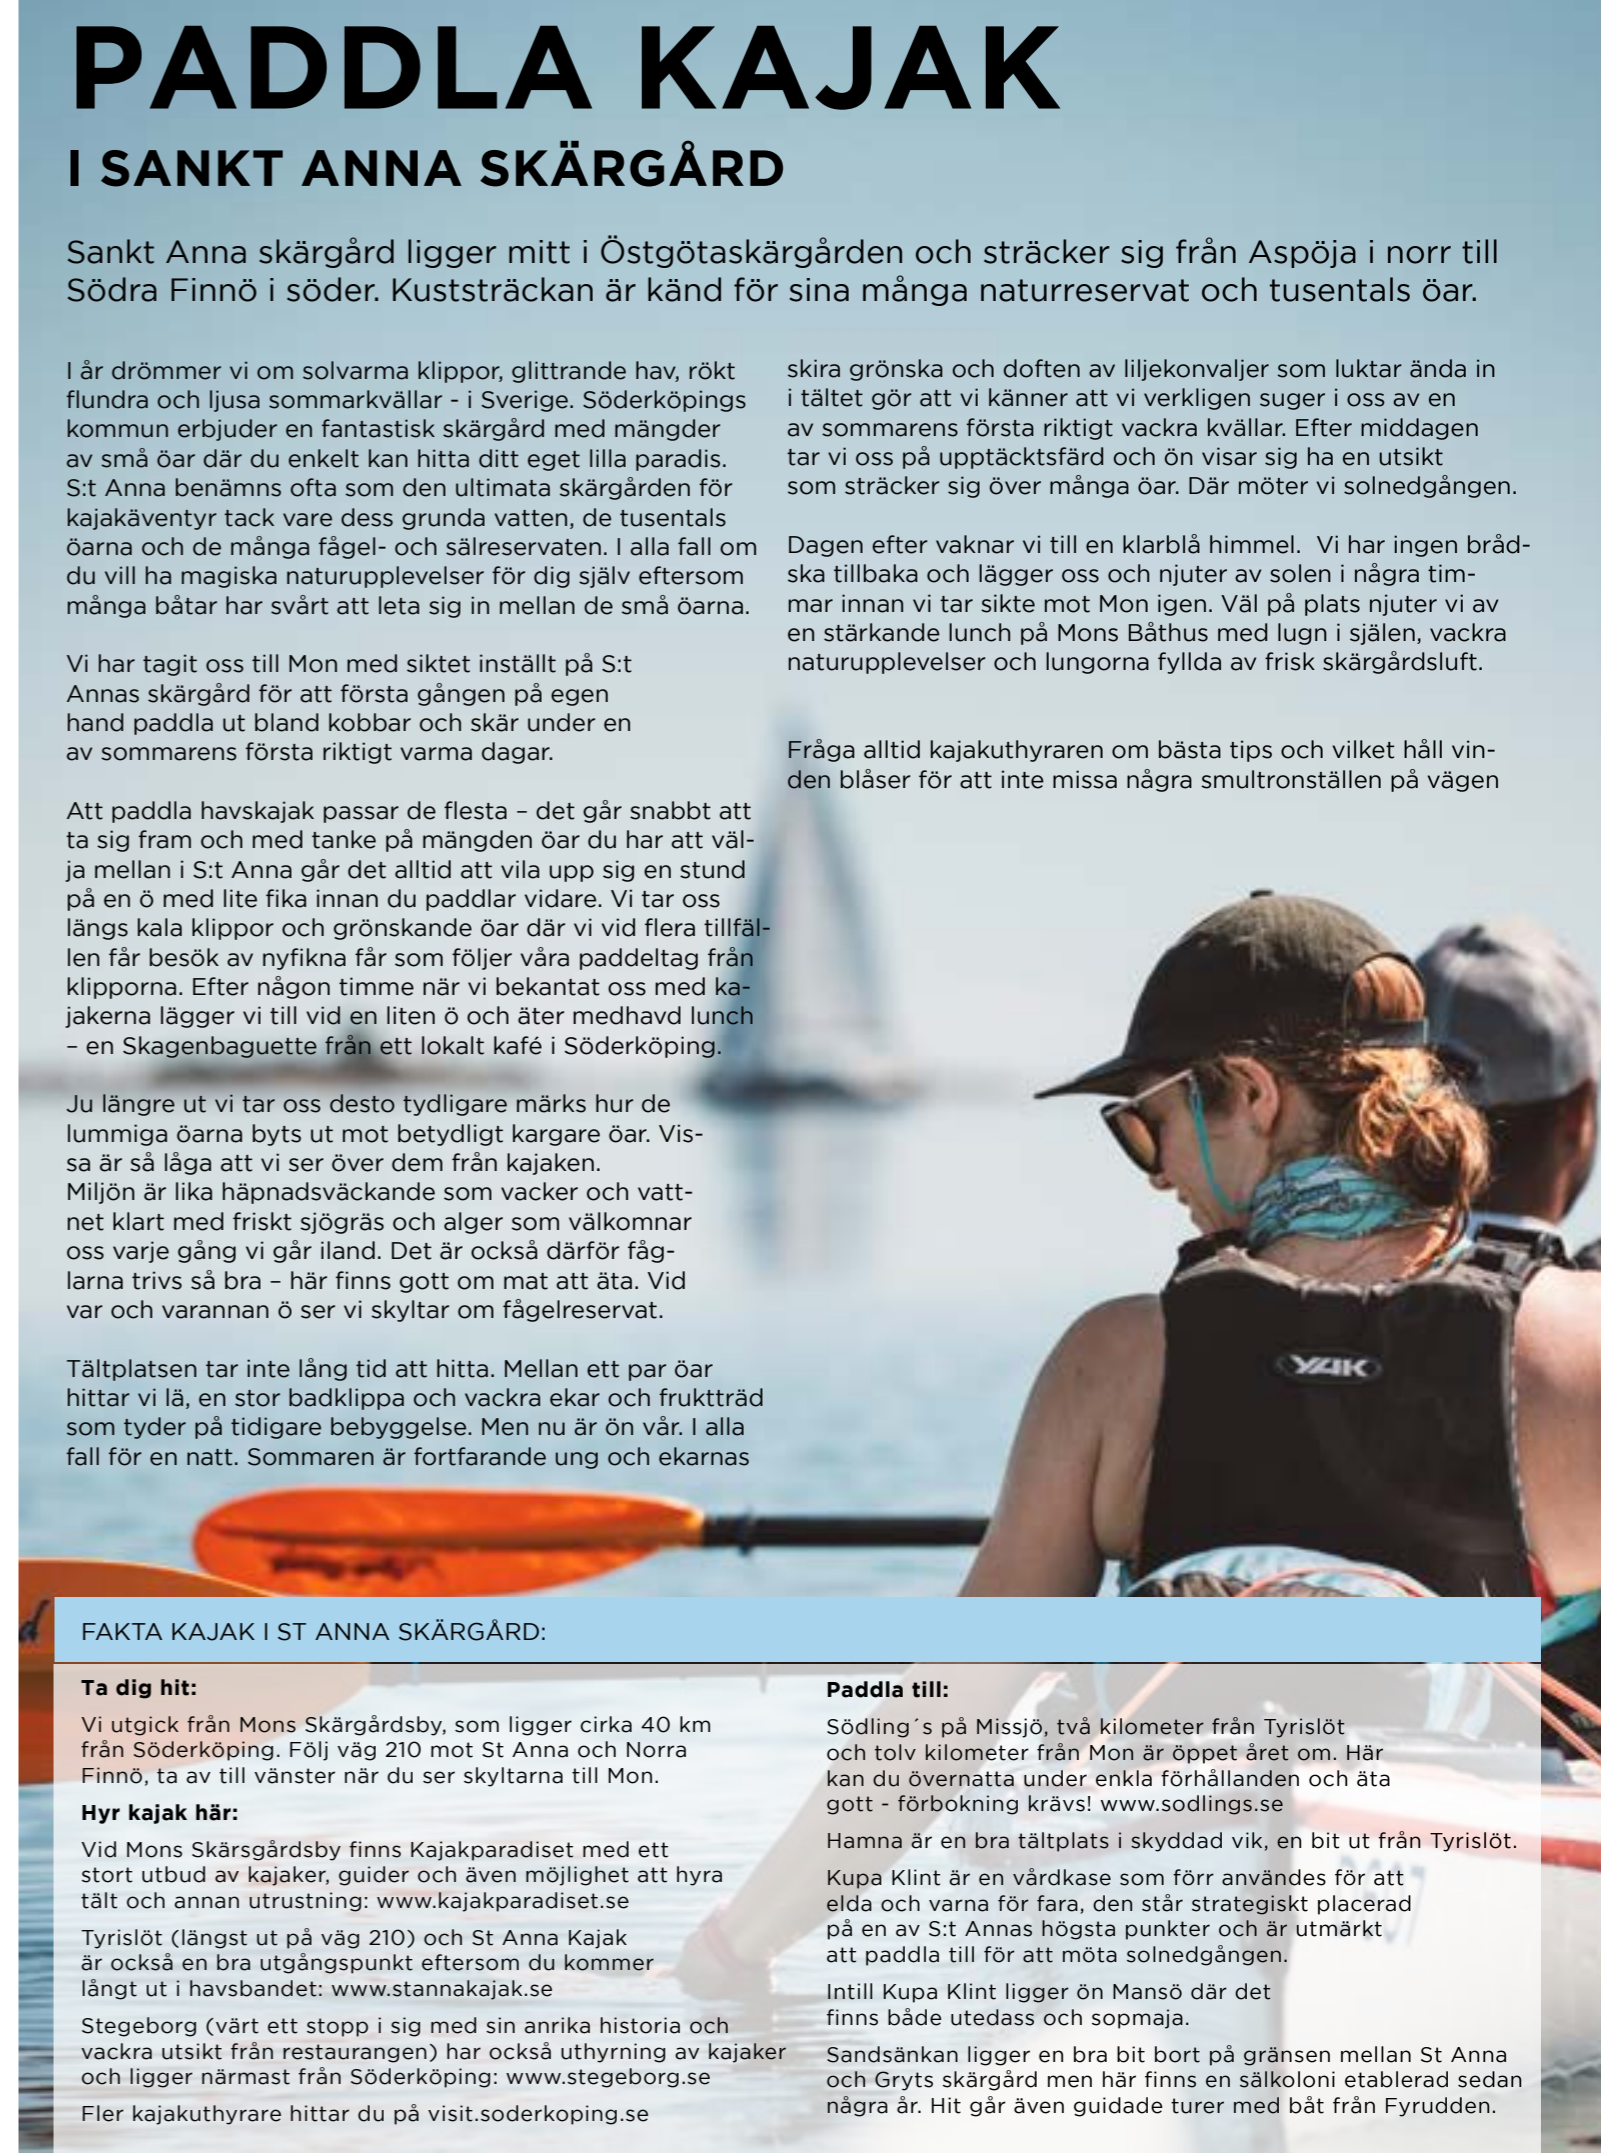 PADDLA KAJAK
I SANKT ANNA SKÄRGÅRD
Sankt Anna skärgård ligger mitt i Östgötaskärgården och sträcker sig från Aspöja i norr till
Södra Finnö i söder. Kuststräckan är känd för sina många naturreservat och tusentals öar.
I år drömmer vi om solvarma klippor, glittrande hav, rökt
flundra och ljusa sommarkvällar - i Sverige. Söderköpings
kommun erbjuder en fantastisk skärgård med mängder
av små öar där du enkelt kan hitta ditt eget lilla paradis.
S:t Anna benämns ofta som den ultimata skärgården för
kajakäventyr tack vare dess grunda vatten, de tusentals
öarna och de många fågel- och sälreservaten. I alla fall om
du vill ha magiska naturupplevelser för dig själv eftersom
många båtar har svårt att leta sig in mellan de små öarna.
Vi har tagit oss till Mon med siktet inställt på S:t
Annas skärgård för att första gången på egen
hand paddla ut bland kobbar och skär under en
av sommarens första riktigt varma dagar.
Att paddla havskajak passar de flesta – det går snabbt att
ta sig fram och med tanke på mängden öar du har att väl-
ja mellan i S:t Anna går det alltid att vila upp sig en stund
på en ö med lite fika innan du paddlar vidare. Vi tar oss
längs kala klippor och grönskande öar där vi vid flera tillfäl-
len får besök av nyfikna får som följer våra paddeltag från
klipporna. Efter någon timme när vi bekantat oss med ka-
jakerna lägger vi till vid en liten ö och äter medhavd lunch
– en Skagenbaguette från ett lokalt kafé i Söderköping.
Ju längre ut vi tar oss desto tydligare märks hur de
lummiga öarna byts ut mot betydligt kargare öar. Vis-
sa är så låga att vi ser över dem från kajaken.
Miljön är lika häpnadsväckande som vacker och vatt-
net klart med friskt sjögräs och alger som välkomnar
oss varje gång vi går iland. Det är också därför fåg-
larna trivs så bra – här finns gott om mat att äta. Vid
var och varannan ö ser vi skyltar om fågelreservat.
Tältplatsen tar inte lång tid att hitta. Mellan ett par öar
hittar vi lä, en stor badklippa och vackra ekar och fruktträd
som tyder på tidigare bebyggelse. Men nu är ön vår. I alla
fall för en natt. Sommaren är fortfarande ung och ekarnas
skira grönska och doften av liljekonvaljer som luktar ända in
i tältet gör att vi känner att vi verkligen suger i oss av en
av sommarens första riktigt vackra kvällar. Efter middagen
tar vi oss på upptäcktsfärd och ön visar sig ha en utsikt
som sträcker sig över många öar. Där möter vi solnedgången.
Dagen efter vaknar vi till en klarblå himmel.  Vi har ingen bråd-
ska tillbaka och lägger oss och njuter av solen i några tim-
mar innan vi tar sikte mot Mon igen. Väl på plats njuter vi av
en stärkande lunch på Mons Båthus med lugn i själen, vackra
naturupplevelser och lungorna fyllda av frisk skärgårdsluft.
Fråga alltid kajakuthyraren om bästa tips och vilket håll vin-
den blåser för att inte missa några smultronställen på vägen
YAK
FAKTA KAJAK I ST ANNA SKÄRGÅRD:
Ta dig hit:
Vi utgick från Mons Skärgårdsby, som ligger cirka 40 km
från Söderköping. Följ väg 210 mot St Anna och Norra
Finnö, ta av till vänster när du ser skyltarna till Mon.
Hyr kajak här:
Vid Mons Skärsgårdsby finns Kajakparadiset med ett
stort utbud av kajaker, guider och även möjlighet att hyra
tält och annan utrustning: www.kajakparadiset.se
Tyrislöt (längst ut på väg 210) och St Anna Kajak
är också en bra utgångspunkt eftersom du kommer
långt ut i havsbandet: www.stannakajak.se
Stegeborg (värt ett stopp i sig med sin anrika historia och
vackra utsikt från restaurangen) har också uthyrning av kajaker
och ligger närmast från Söderköping: www.stegeborg.se
Fler kajakuthyrare hittar du på visit.soderkoping.se
Paddla till:
Södling´s på Missjö, två kilometer från Tyrislöt
och tolv kilometer från Mon är öppet året om. Här
kan du övernatta under enkla förhållanden och äta
gott - förbokning krävs! www.sodlings.se
Hamna är en bra tältplats i skyddad vik, en bit ut från Tyrislöt.
Kupa Klint är en vårdkase som förr användes för att
elda och varna för fara, den står strategiskt placerad
på en av S:t Annas högsta punkter och är utmärkt
att paddla till för att möta solnedgången.
Intill Kupa Klint ligger ön Mansö där det
finns både utedass och sopmaja.
Sandsänkan ligger en bra bit bort på gränsen mellan St Anna
och Gryts skärgård men här finns en sälkoloni etablerad sedan
några år. Hit går även guidade turer med båt från Fyrudden.